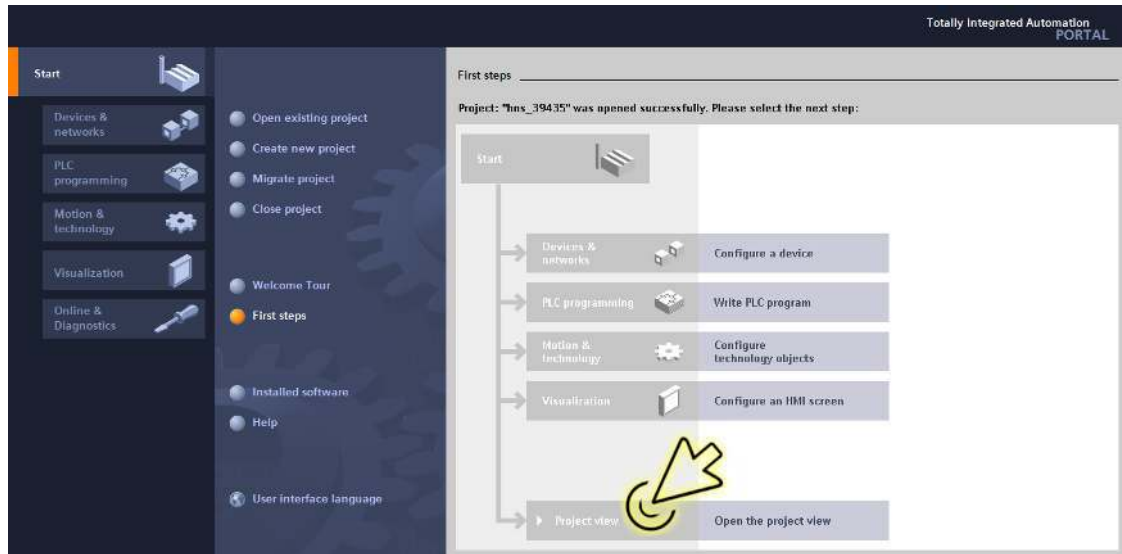 Totally Integrated Automation
PORTAL
Start
Devices &
networks
PLC
programming
Motion &
technology
Visualization
Online &
Diagnostics
Open existing project
Create new project
Migrate project
Close project
Welcome Tour
First steps
Installed software
Help
User interface language
First steps
Project: "hns_39435" was opened successfully. Please select the next step:
Start
Devices &
networks
Configure a device
PLC programming
Write PLC program
Motion &
technology
Configure
technology objects
Visualization
Configure an HMI screen
Project view
Open the project view